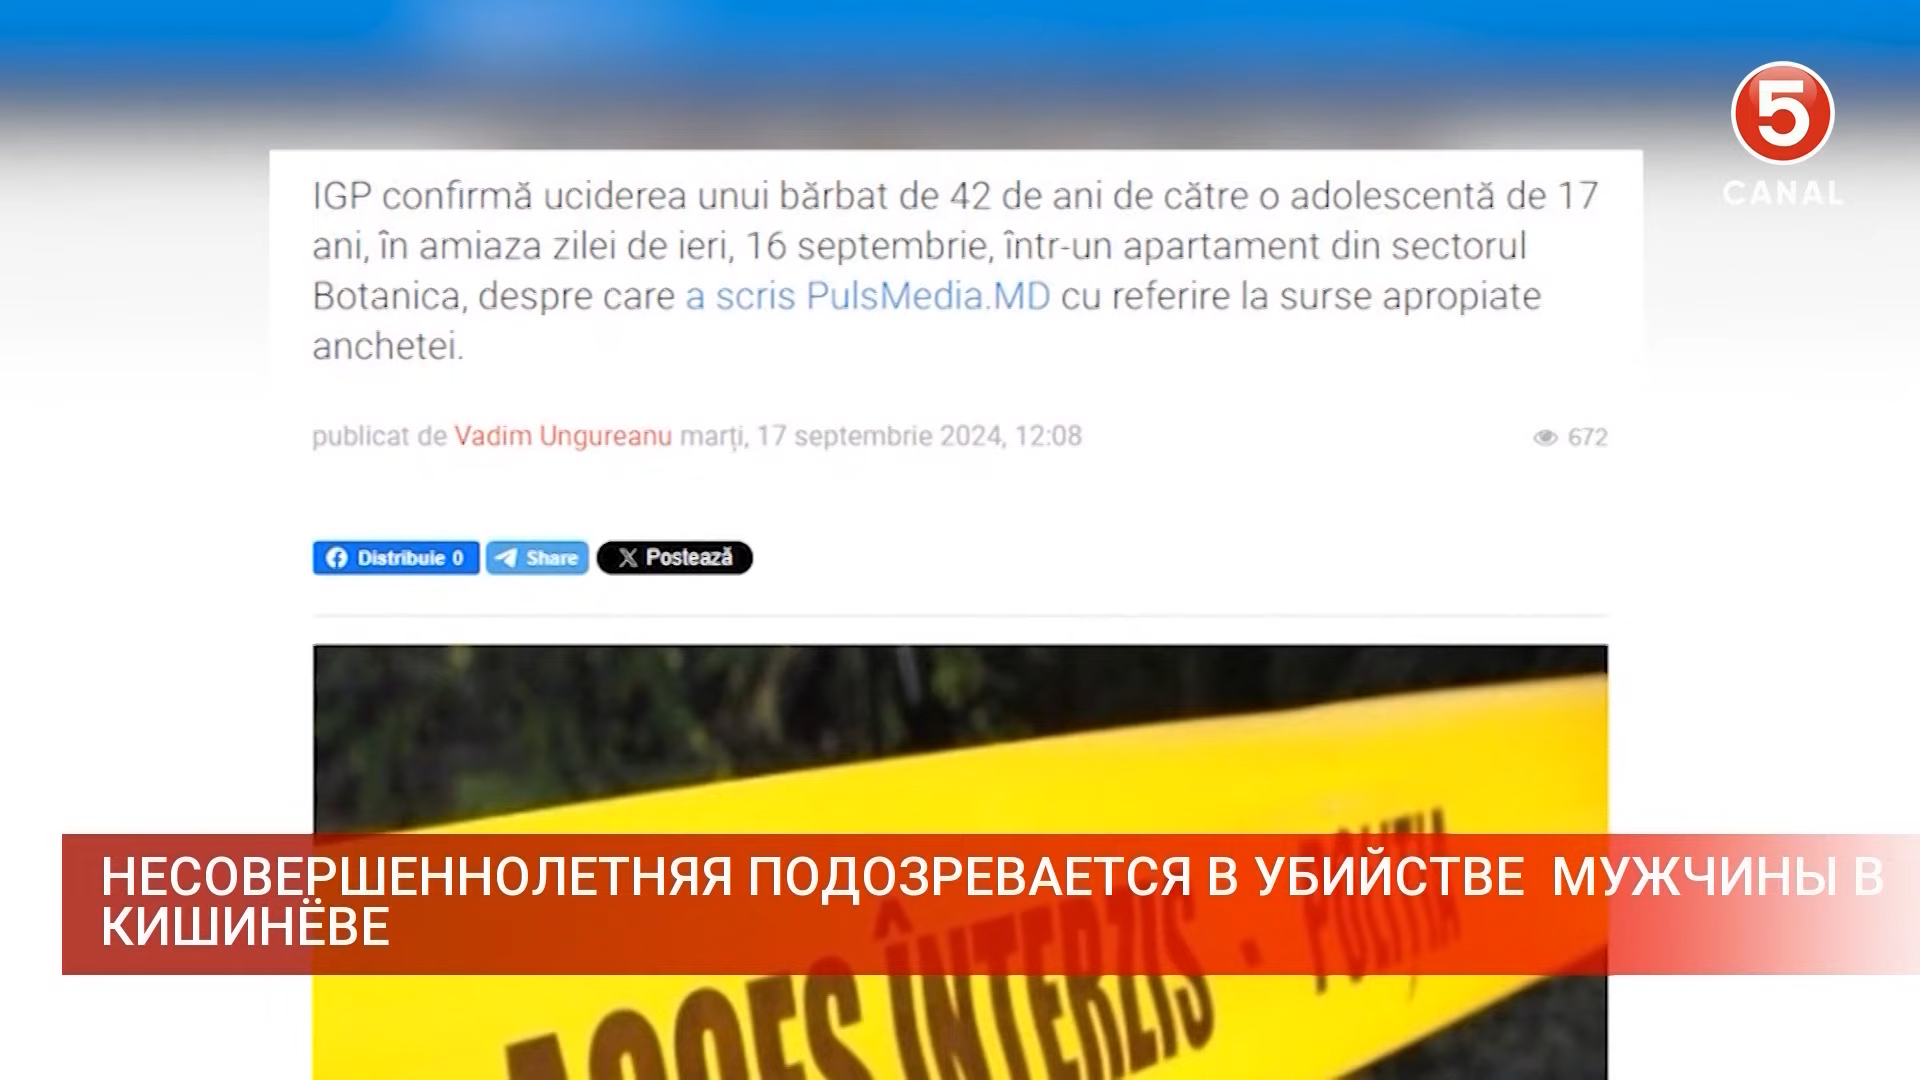 5
CANAL
IGP confirmă uciderea unui bărbat de 42 de ani de către o adolescentă de 17
ani, în amiaza zilei de ieri, 16 septembrie, într-un apartament din sectorul
Botanica, despre care a scris PulsMedia.MD cu referire la surse apropiate
anchetei.
publicat de Vadim Ungureanu marți, 17 septembrie 2024, 12:08
672
Distribuie 0
Share
Postează
НЕСОВЕРШЕННОЛЕТНЯЯ ПОДОЗРЕВАЕТСЯ В УБИЙСТВЕ  МУЖЧИНЫ В
КИШИНЁВЕ
ACCES ÎNTERZIS · POLIȚIA